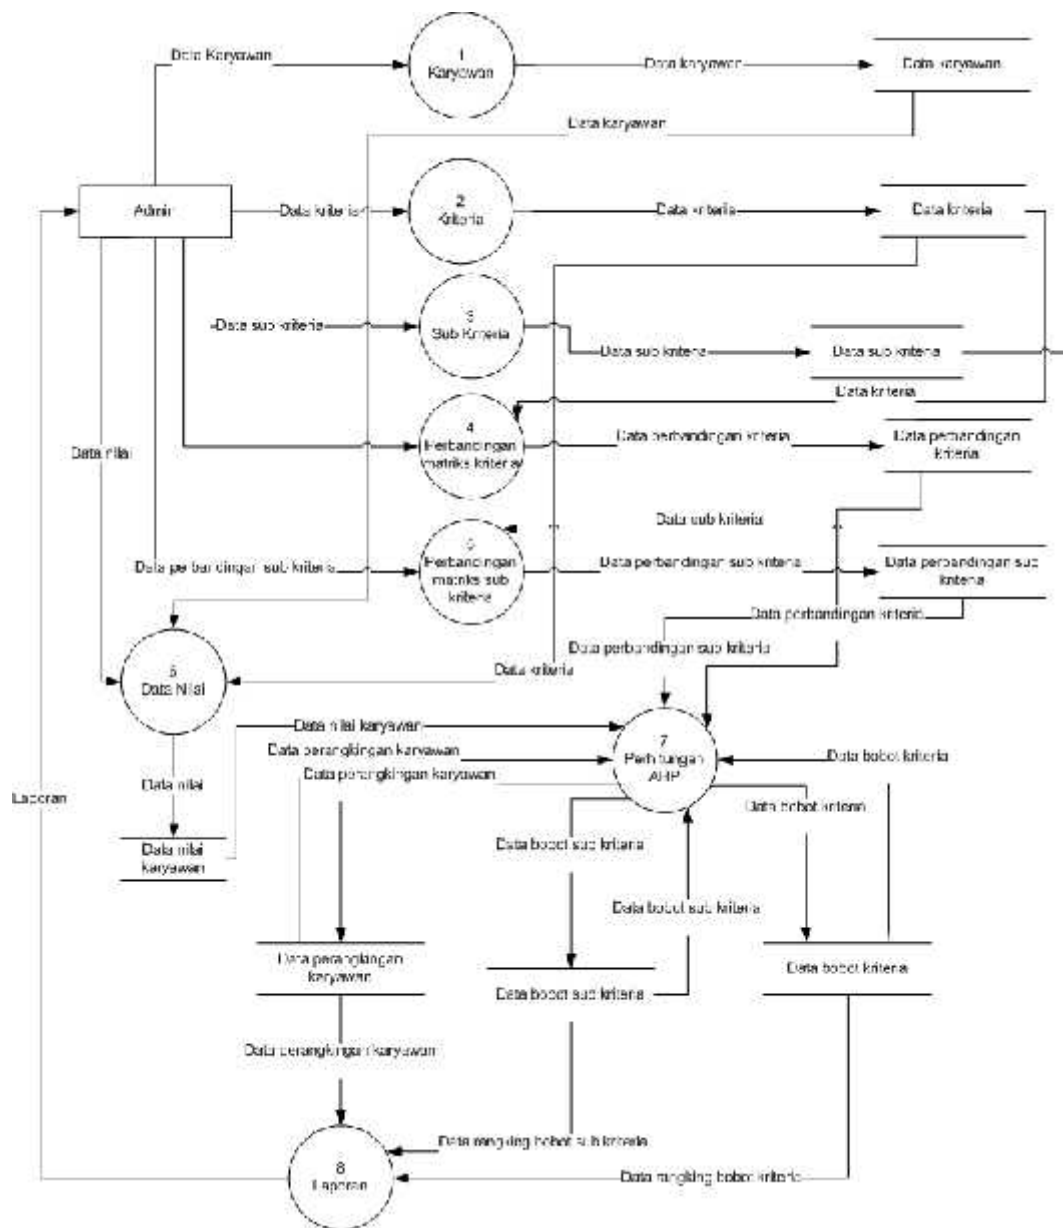 Data Karyawan
1
Karyawan
Data karyawan
Data karyawan
Data karyawan
Admin
Data kriteria
2
Kriteria
Data kriteria
Data kriteria
Data sub kriteria
3
Sub Kriteria
Data sub kriteria
Data sub kriteria
Data kriteria
Data nilai
4
Perbandingan
matriks kriteria
Data perbandingan kriteria
Data perbandingan
kriteria
Data sub kriteria
Data perbandingan sub kriteria
5
Perbandingan
matriks sub
kriteria
Data perbandingan sub kriteria
Data perbandingan sub
kriteria
Data perbandingan kriteria
Data perbandingan sub kriteria
Data kriteria
6
Data Nilai
Data nilai karyawan
Data perangkingan karyawan
Data perangkingan karyawan
7
Perhitungan
AHP
Data bobot kriteria
Data bobot kriteria
Laporan
Data nilai
Data nilai
karyawan
Data bobot sub kriteria
Data bobot sub kriteria
Data perangkingan
karyawan
Data bobot sub kriteria
Data bobot kriteria
Data perangkingan karyawan
Data rangking bobot sub kriteria
8
Laporan
Data rangking bobot kriteria